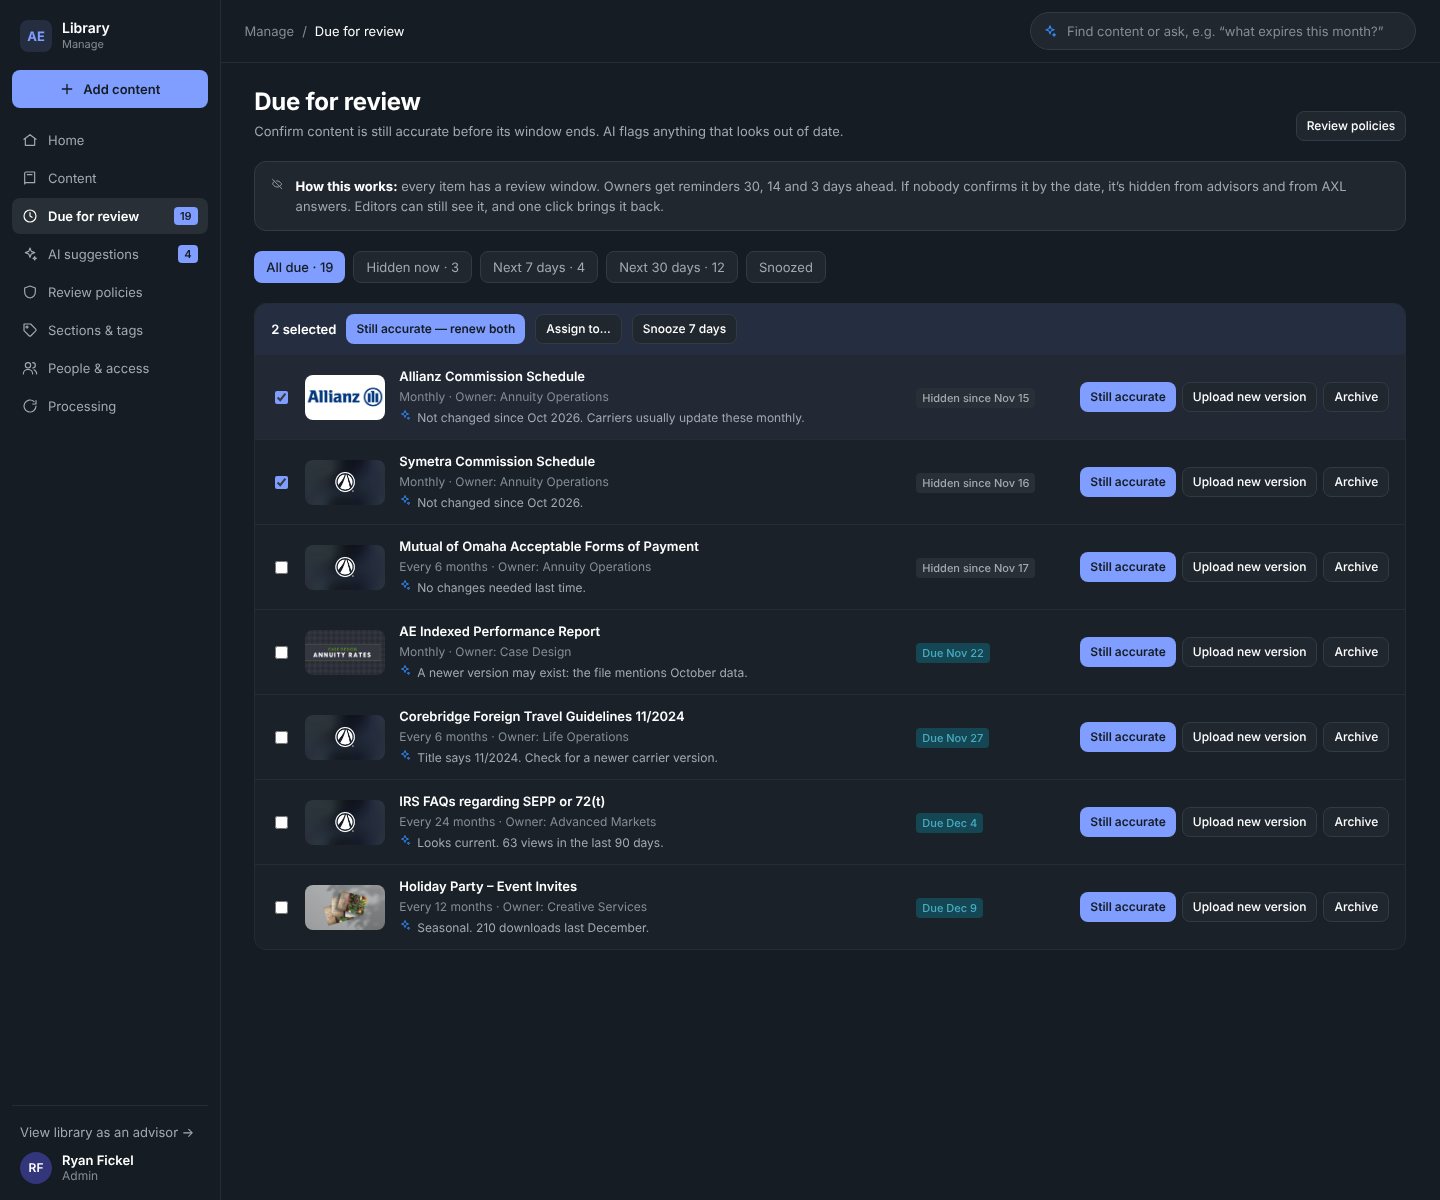 AE
Library
Manage
Add content
Home
Content
Due for review 19
AI suggestions 4
Review policies
Sections & tags
People & access
Processing
View library as an advisor →
RF
Ryan Fickel
Admin
Manage / Due for review
Find content or ask, e.g. “what expires this month?”
Due for review
Confirm content is still accurate before its window ends. AI flags anything that looks out of date.
Review policies
How this works: every item has a review window. Owners get reminders 30, 14 and 3 days ahead. If nobody confirms it by the date, it’s hidden from advisors and from AXL
answers. Editors can still see it, and one click brings it back.
All due · 19
Hidden now · 3
Next 7 days · 4
Next 30 days · 12
Snoozed
2 selected
Still accurate — renew both
Assign to...
Snooze 7 days
Allianz
Allianz Commission Schedule
Monthly · Owner: Annuity Operations
Not changed since Oct 2026. Carriers usually update these monthly.
Hidden since Nov 15
Still accurate
Upload new version
Archive
Symetra Commission Schedule
Monthly · Owner: Annuity Operations
Not changed since Oct 2026.
Hidden since Nov 16
Still accurate
Upload new version
Archive
Mutual of Omaha Acceptable Forms of Payment
Every 6 months · Owner: Annuity Operations
No changes needed last time.
Hidden since Nov 17
Still accurate
Upload new version
Archive
CASE DESIGN
ANNUITY RATES
AE Indexed Performance Report
Monthly · Owner: Case Design
A newer version may exist: the file mentions October data.
Due Nov 22
Still accurate
Upload new version
Archive
Corebridge Foreign Travel Guidelines 11/2024
Every 6 months · Owner: Life Operations
Title says 11/2024. Check for a newer carrier version.
Due Nov 27
Still accurate
Upload new version
Archive
IRS FAQs regarding SEPP or 72(t)
Every 24 months · Owner: Advanced Markets
Looks current. 63 views in the last 90 days.
Due Dec 4
Still accurate
Upload new version
Archive
Holiday Party – Event Invites
Every 12 months · Owner: Creative Services
Seasonal. 210 downloads last December.
Due Dec 9
Still accurate
Upload new version
Archive